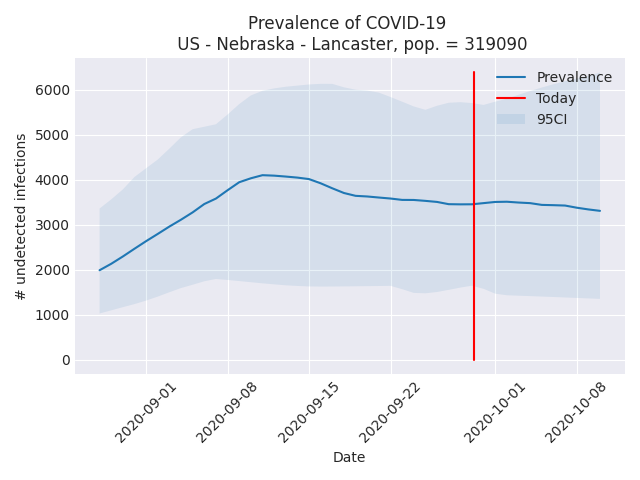 Prevalence of COVID-19
US - Nebraska - Lancaster, pop. = 319090
Prevalence
Today
95CI
# undetected infections
6000
5000
4000
3000
2000
1000
0
2020-09-01
2020-09-08
2020-09-15
2020-09-22
2020-10-01
2020-10-08
Date